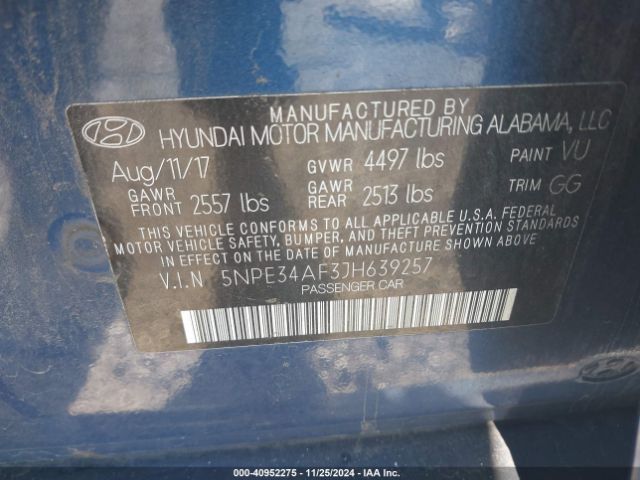 MANUFACTURED BY
HYUNDAI MOTOR MANUFACTURING ALABAMA, LLC
Aug/11/17 GVWR 4497 lbs PAINT VU
GAWR FRONT 2557 lbs GAWR REAR 2513 lbs TRIM GG
THIS VEHICLE CONFORMS TO ALL APPLICABLE U.S.A. FEDERAL
MOTOR VEHICLE SAFETY, BUMPER, AND THEFT PREVENTION STANDARDS
IN EFFECT ON THE DATE OF MANUFACTURE SHOWN ABOVE
V.I.N 5NPE34AF3JH639257
PASSENGER CAR
000-40952275 - 11/25/2024 - IAA Inc.